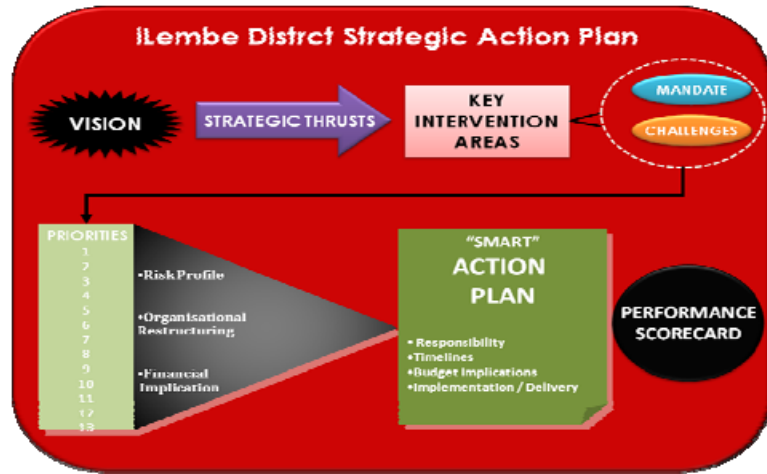 iLembe Distrct Strategic Action Plan
VISION
STRATEGIC THRUSTS
KEY
INTERVENTION
AREAS
MANDATE
CHALLENGES
PRIORITIES
1
2
3
4
5
6
7
8
9
10
11
12
13
•Risk Profile
•Organisational
Restructuring
•Financial
Implication
“SMART”
ACTION
PLAN
• Responsibility
•Timelines
•Budget Implications
•Implementation / Delivery
PERFORMANCE
SCORECARD